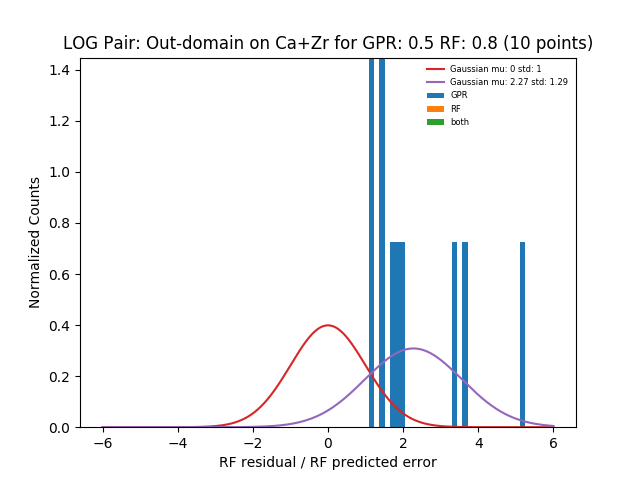 LOG Pair: Out-domain on Ca+Zr for GPR: 0.5 RF: 0.8 (10 points)
Gaussian mu: 0 std: 1
Gaussian mu: 2.27 std: 1.29
GPR
RF
both
Normalized Counts
1.4
1.2
1.0
0.8
0.6
0.4
0.2
0.0
−6
−4
−2
0
2
4
6
RF residual / RF predicted error